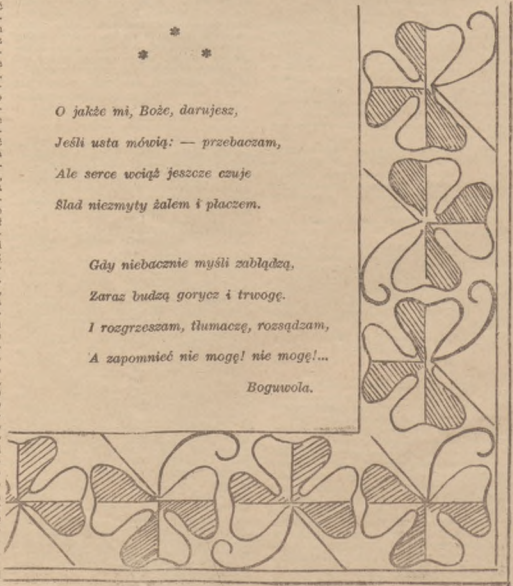 * * *
O jakże mi, Boże, darujesz,
Jeśli usta mówią: — przebaczam,
Ale serce wciąż jeszcze czuje
Ślad niezmyty żalem i płaczem.
Gdy niebacznie myśli zabłądzą,
Zaraz budzą gorycz i trwogę.
I rozgrzeszam, tłumaczę, rozsądzam,
A zapomnieć nie mogę! nie mogę!...
Boguwola.